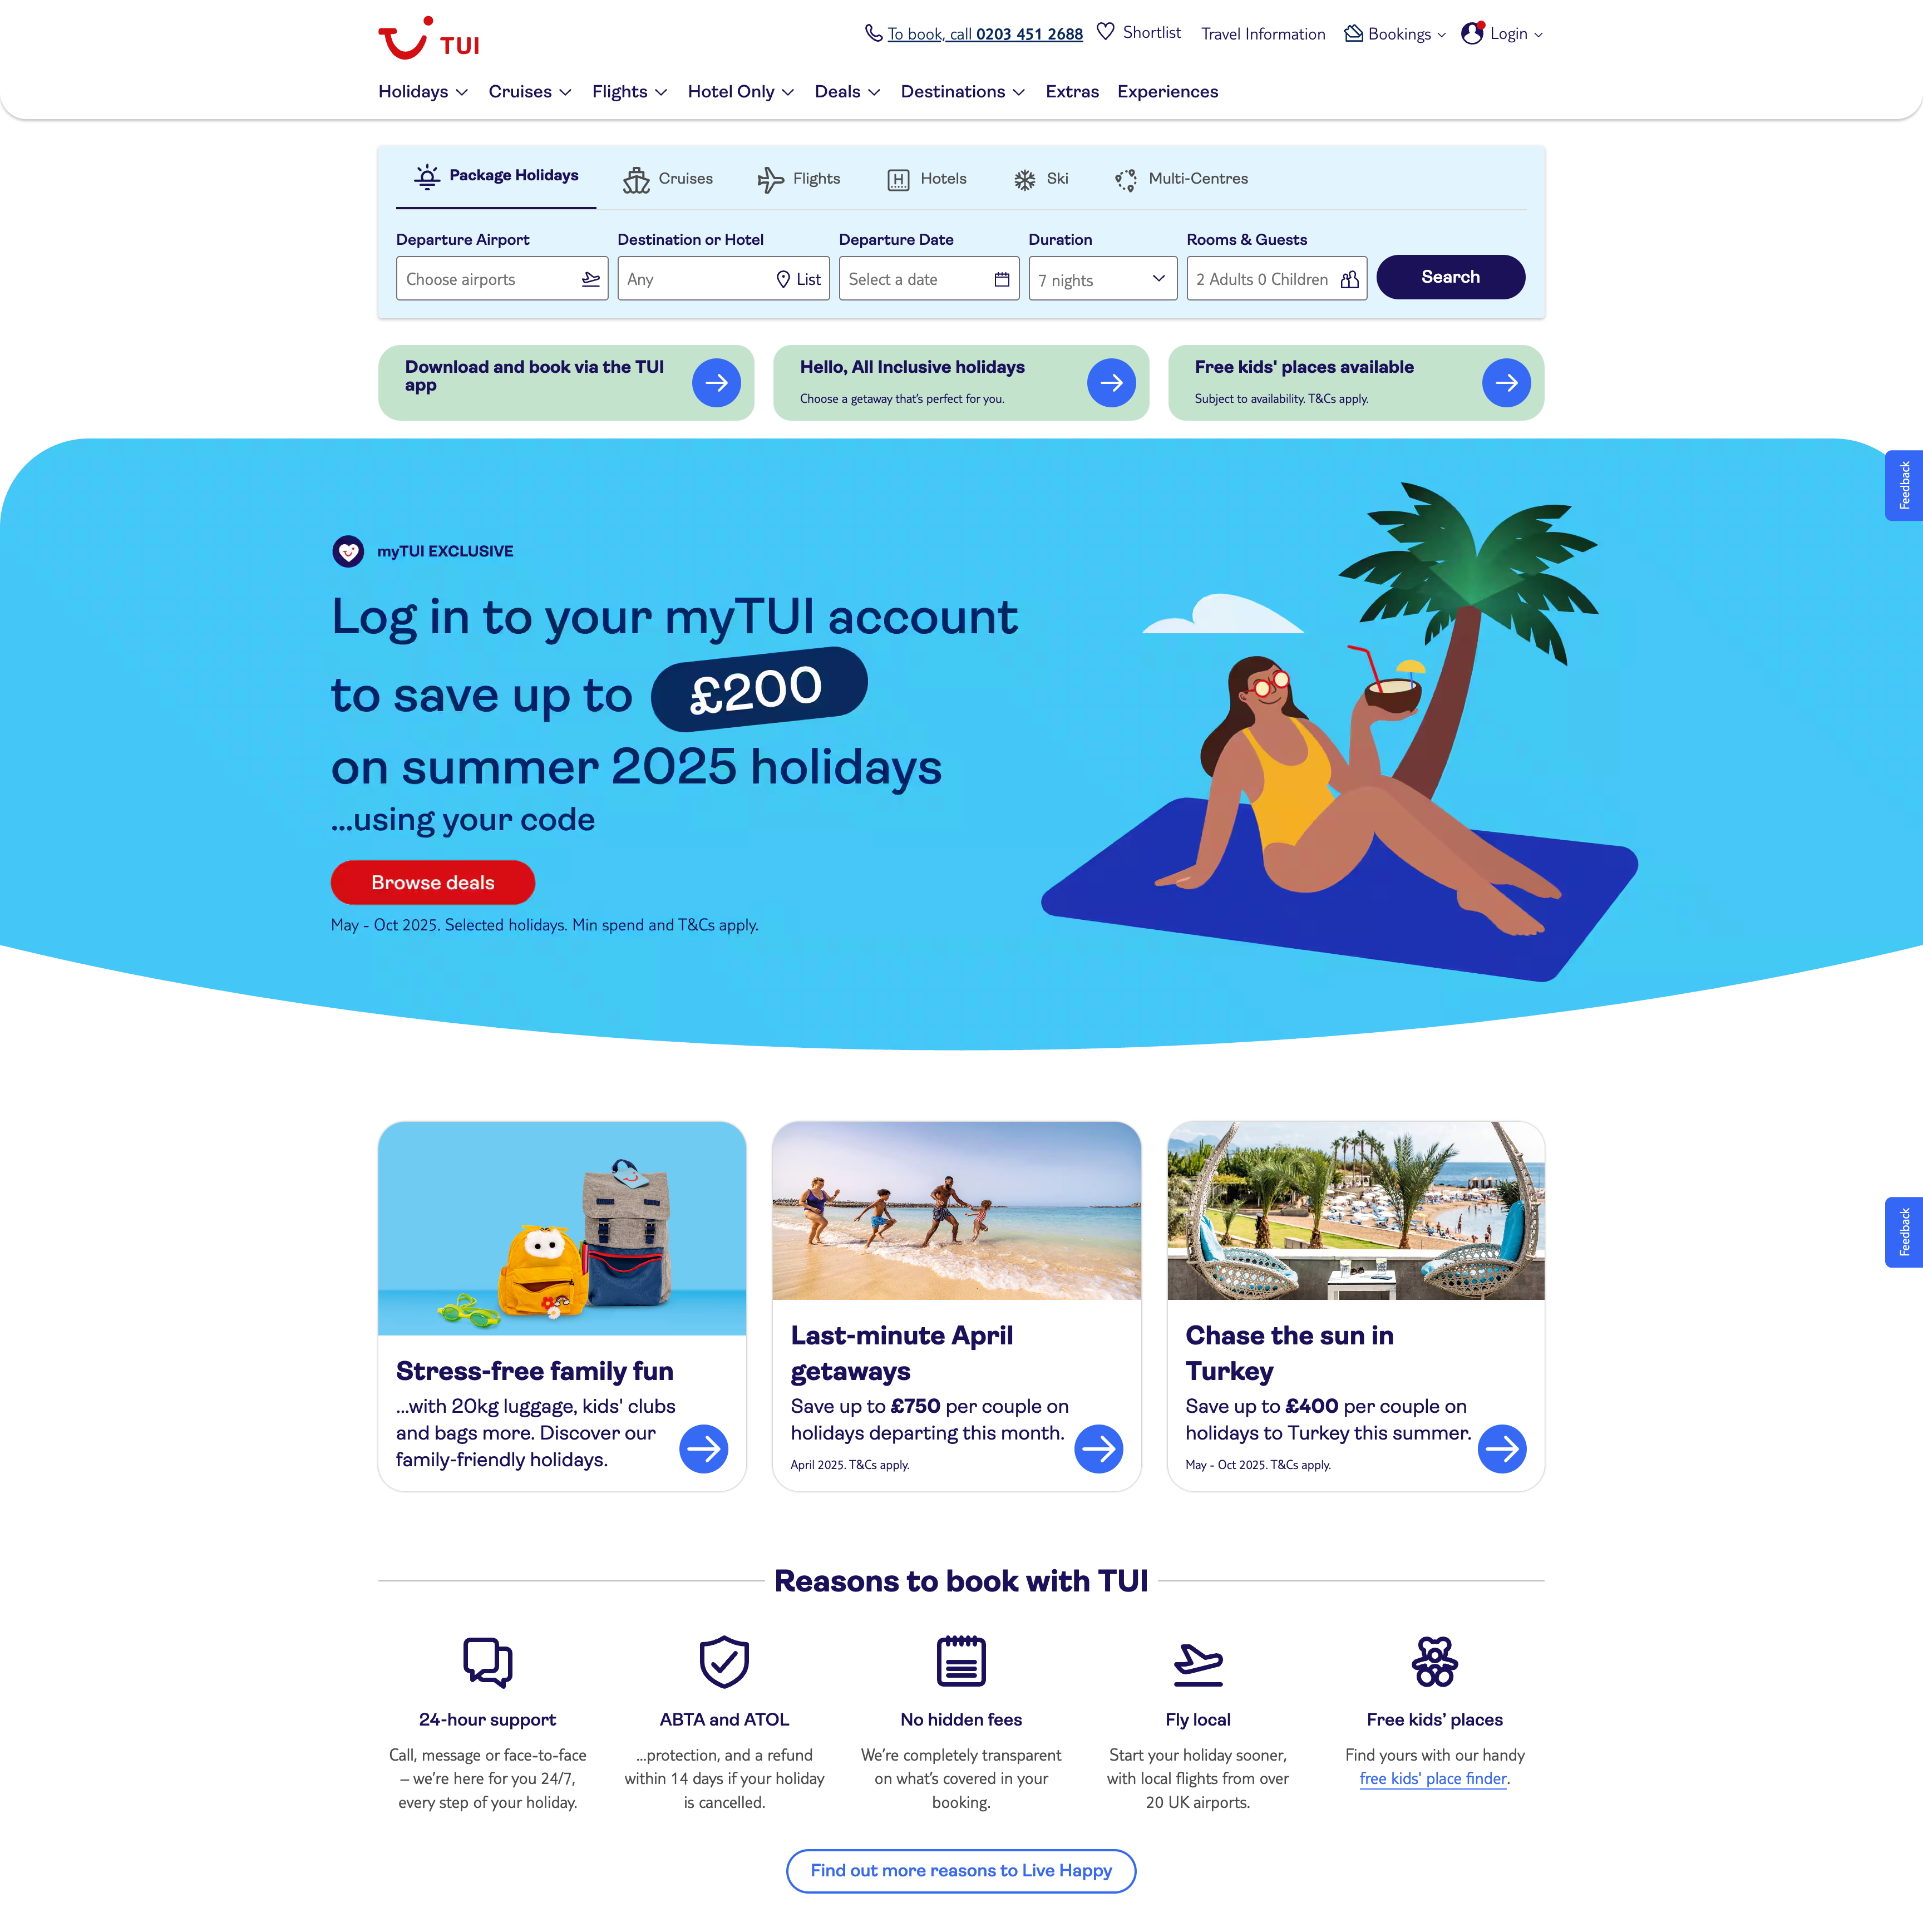 TUI
To book, call 0203 451 2688
Shortlist
Travel Information
Bookings
Login
Holidays
Cruises
Flights
Hotel Only
Deals
Destinations
Extras
Experiences
Package Holidays
Cruises
Flights
H
Hotels
Ski
Multi-Centres
Departure Airport
Choose airports
Destination or Hotel
Any
List
Departure Date
Select a date
Duration
7 nights
Rooms & Guests
2 Adults 0 Children
Search
Download and book via the TUI
app
Hello, All Inclusive holidays
Choose a getaway that's perfect for you.
Free kids' places available
Subject to availability. T&Cs apply.
Feedback
myTUI EXCLUSIVE
Log in to your myTUI account
to save up to £200
on summer 2025 holidays
...using your code
Browse deals
May - Oct 2025. Selected holidays. Min spend and T&Cs apply.
Feedback
Stress-free family fun
...with 20kg luggage, kids' clubs
and bags more. Discover our
family-friendly holidays.
Last-minute April
getaways
Save up to £750 per couple on
holidays departing this month.
April 2025. T&Cs apply.
Chase the sun in
Turkey
Save up to £400 per couple on
holidays to Turkey this summer.
May - Oct 2025. T&Cs apply.
Reasons to book with TUI
24-hour support
Call, message or face-to-face
– we're here for you 24/7,
every step of your holiday.
ABTA and ATOL
...protection, and a refund
within 14 days if your holiday
is cancelled.
No hidden fees
We're completely transparent
on what's covered in your
booking.
Fly local
Start your holiday sooner,
with local flights from over
20 UK airports.
Free kids' places
Find yours with our handy
free kids' place finder.
Find out more reasons to Live Happy